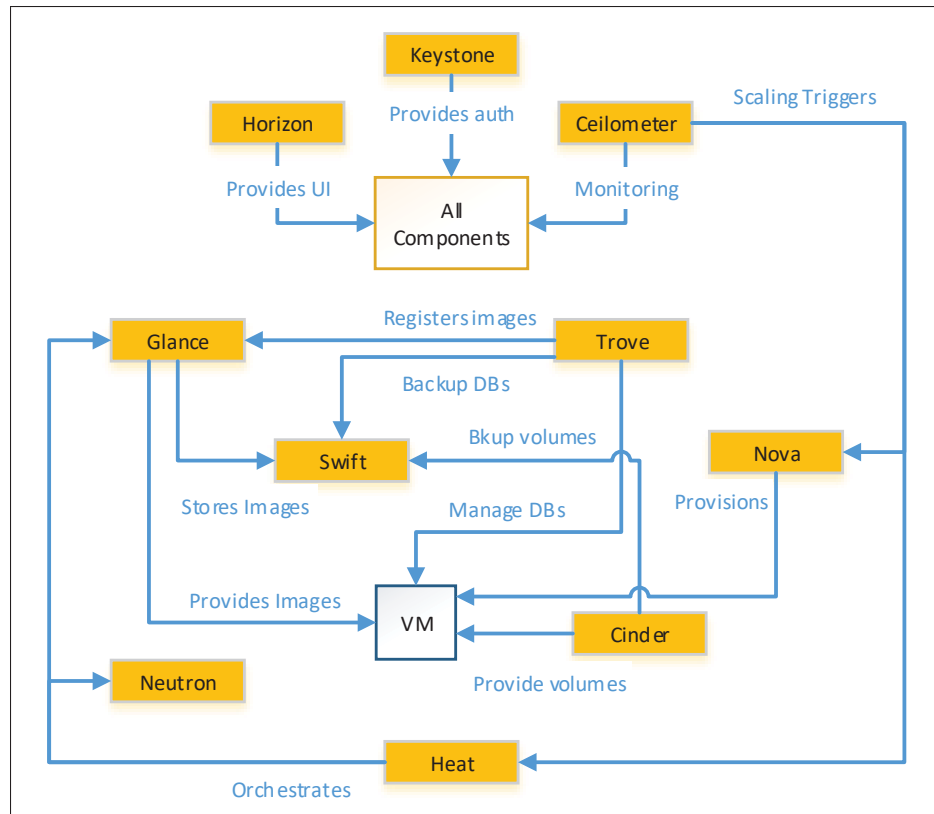 Keystone
Scaling Triggers
Provides auth
Horizon
Ceilometer
Provides UI
Monitoring
All
Components
Registers images
Glance
Trove
Backup DBs
Bkup volumes
Swift
Nova
Stores Images
Manage DBs
Provisions
Provides Images
VM
Cinder
Neutron
Provide volumes
Heat
Orchestrates